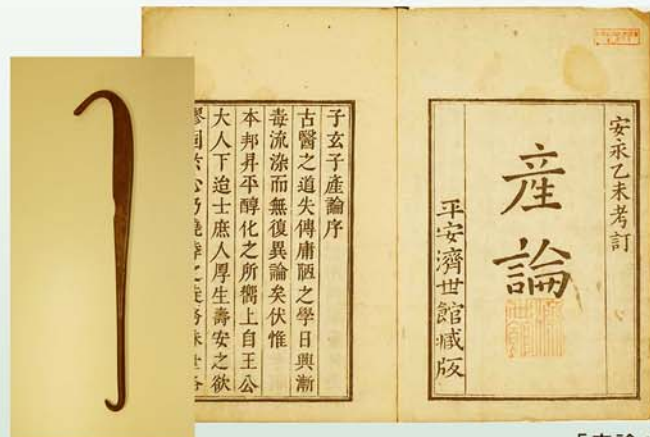 安永乙未考訂
産論
平安濟世館藏版
子玄子產論序
古醫之道失傳庸陋之學日興漸
毒流淙而無復異論矣伏惟
本邦昇平醇化之所嚮上自王公
大人下迨士庶人厚生壽安之欲